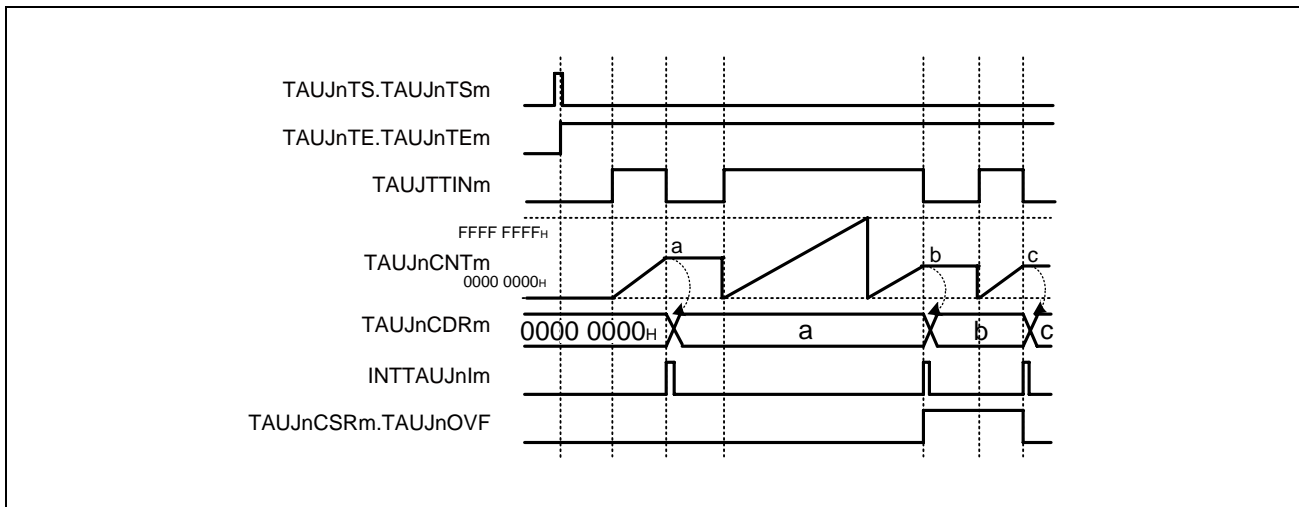 TAUJnTS.TAUJnTSm
TAUJnTE.TAUJnTEm
TAUJTTINm
FFFF FFFFH
TAUJnCNTm
0000 0000H
a
b
c
TAUJnCDRm
0000 0000H
a
b
c
INTTAUJnIm
TAUJnCSRm.TAUJnOVF